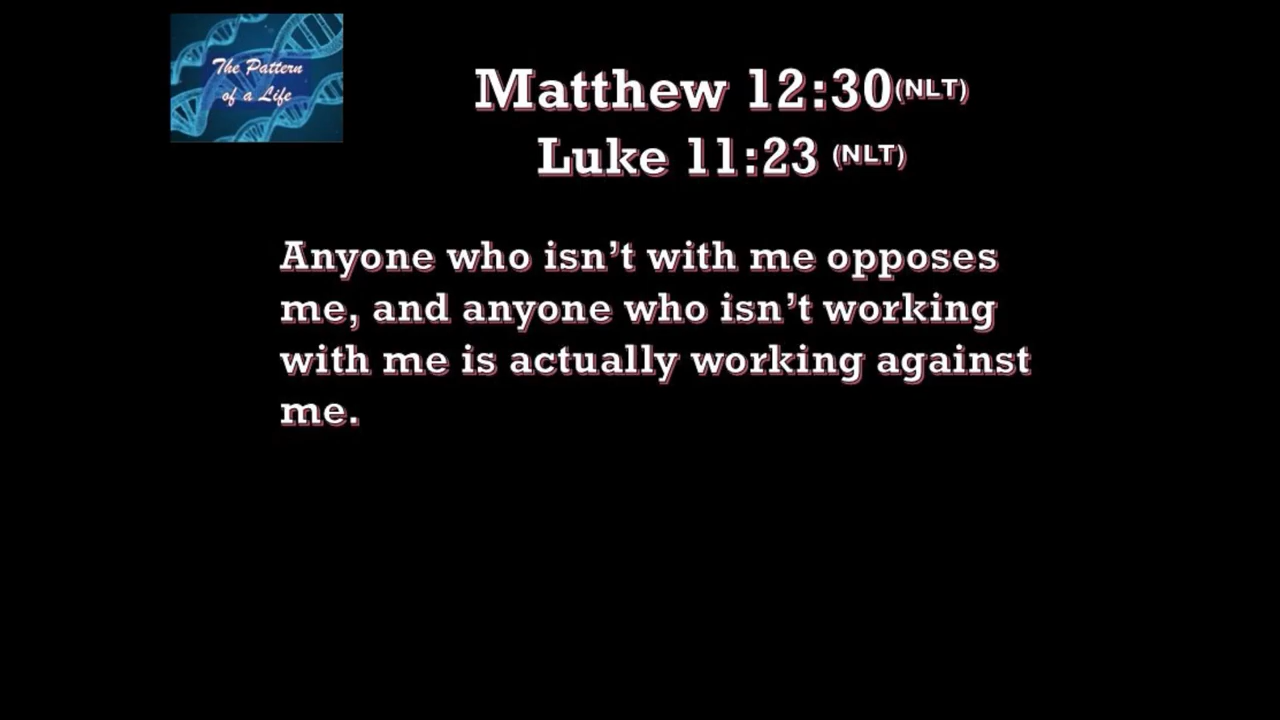 The Pattern
of a Life
Matthew 12:30(NLT)
Luke 11:23 (NLT)
Anyone who isn’t with me opposes
me, and anyone who isn’t working
with me is actually working against
me.